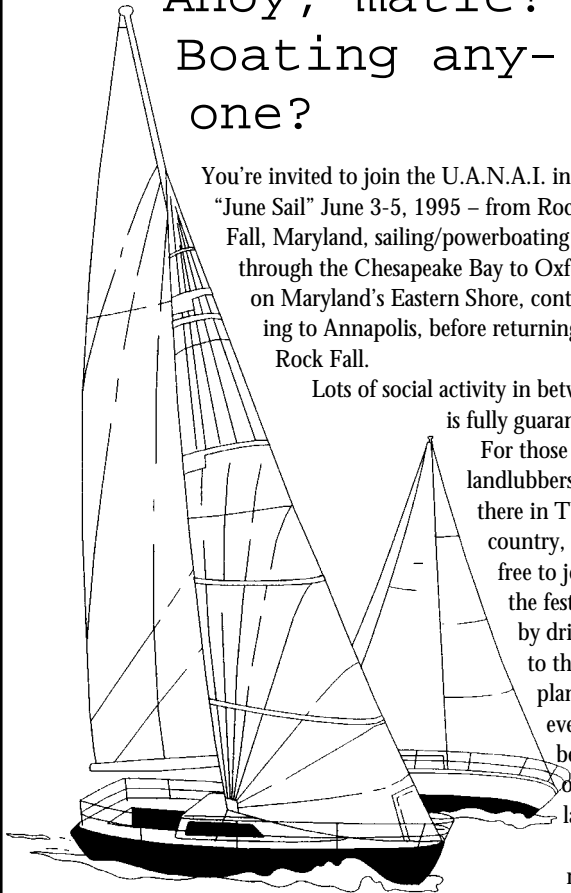 Ahoy, matie!
Boating any-
one?
You're invited to join the U.A.N.A.I. in
“June Sail” June 3-5, 1995 – from Roc
Fall, Maryland, sailing/powerboating
through the Chesapeake Bay to Oxf
on Maryland's Eastern Shore, cont
ing to Annapolis, before returning
Rock Fall.
Lots of social activity in betw
is fully guaran
For those
landlubbers
there in T
country,
free to jo
the fest
by dri
to th
plan
eve
be
o
la
r